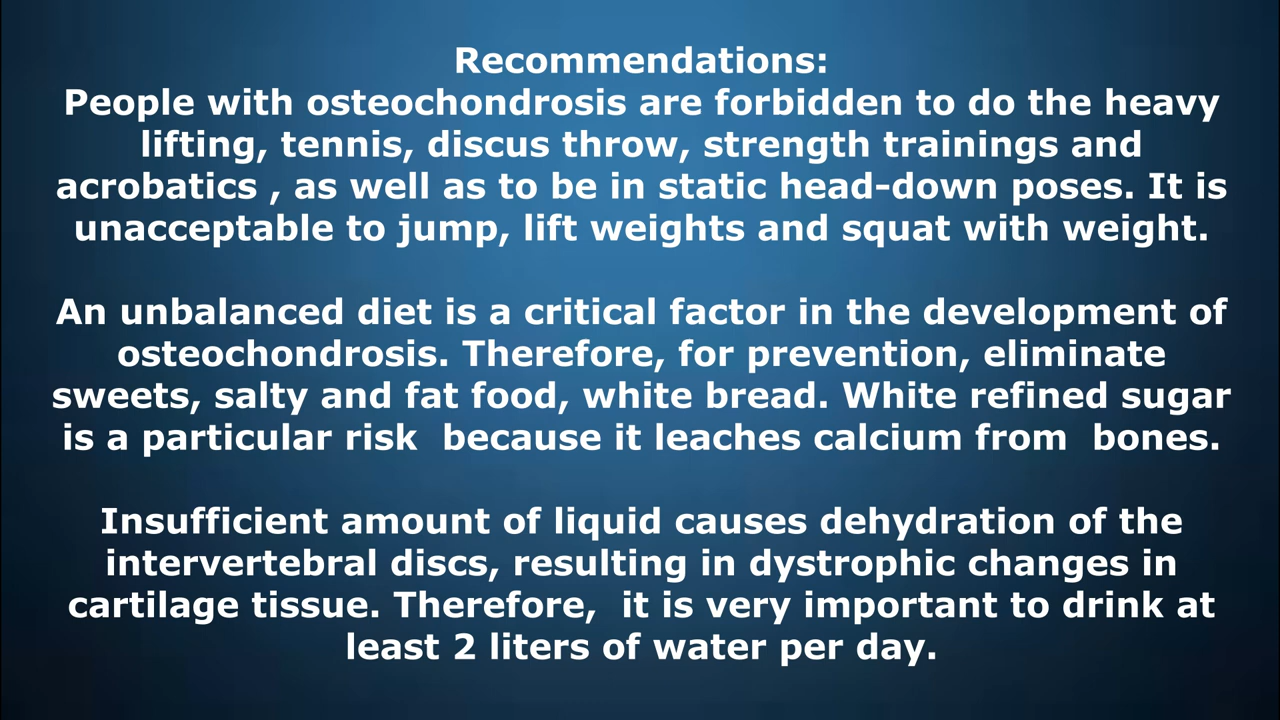 Recommendations:
People with osteochondrosis are forbidden to do the heavy
lifting, tennis, discus throw, strength trainings and
acrobatics , as well as to be in static head-down poses. It is
unacceptable to jump, lift weights and squat with weight.
An unbalanced diet is a critical factor in the development of
osteochondrosis. Therefore, for prevention, eliminate
sweets, salty and fat food, white bread. White refined sugar
is a particular risk  because it leaches calcium from  bones.
Insufficient amount of liquid causes dehydration of the
intervertebral discs, resulting in dystrophic changes in
cartilage tissue. Therefore,  it is very important to drink at
least 2 liters of water per day.